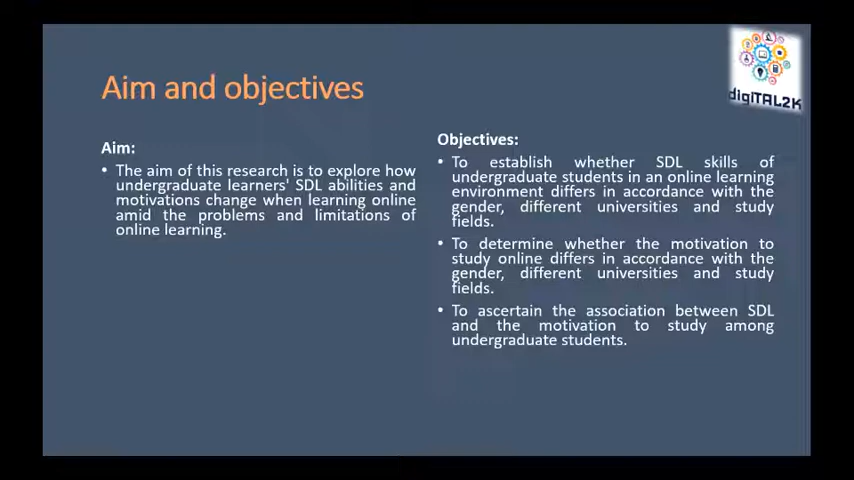 Aim and objectives
digiTAL2K
Aim:
• The aim of this research is to explore how
undergraduate learners' SDL abilities and
motivations change when learning online
amid the problems and limitations of
online learning.
Objectives:
• To establish whether SDL skills of
undergraduate students in an online learning
environment differs in accordance with the
gender, different universities and study
fields.
• To determine whether the motivation to
study online differs in accordance with the
gender, different universities and study
fields.
• To ascertain the association between SDL
and the motivation to study among
undergraduate students.